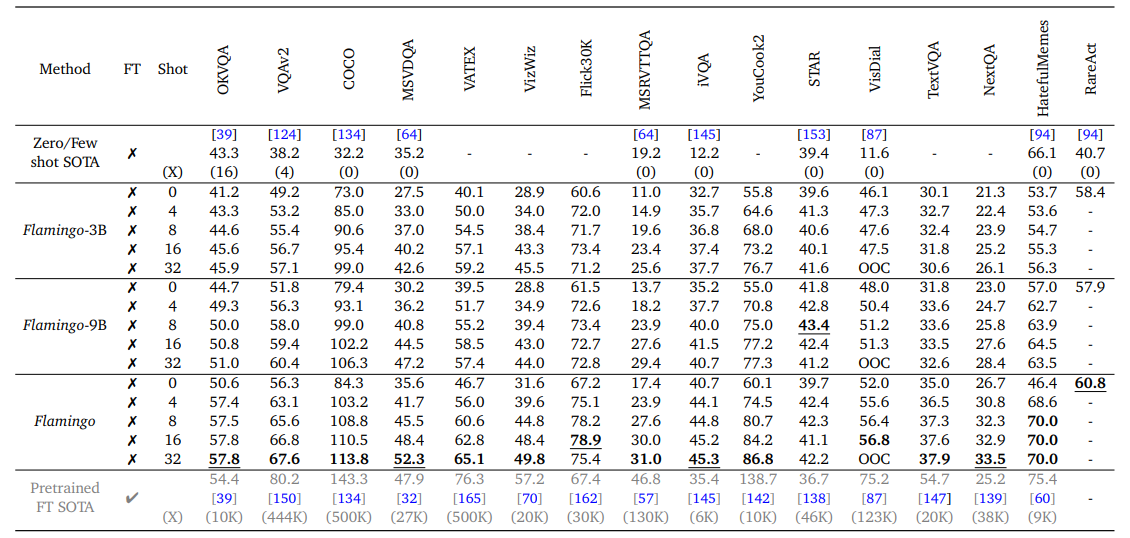 Method FT Shot OKVQA VQAv2 COCO MSVDQA VATEX VizWiz Flick30K MSRVTTQA iVQA YouCook2 STAR VisDial TextVQA NextQA HatefulMemes RareAct
[39] [124] [134] [64] [64] [145] [153] [87] [94] [94]
Zero/Few shot SOTA ✗ 43.3 38.2 32.2 35.2 - - - 19.2 12.2 - 39.4 11.6 - - 66.1 40.7
(X) (16) (4) (0) (0) (0) (0) (0) (0) (0) (0)
✗ 0 41.2 49.2 73.0 27.5 40.1 28.9 60.6 11.0 32.7 55.8 39.6 46.1 30.1 21.3 53.7 58.4
✗ 4 43.3 53.2 85.0 33.0 50.0 34.0 72.0 14.9 35.7 64.6 41.3 47.3 32.7 22.4 53.6 -
Flamingo-3B ✗ 8 44.6 55.4 90.6 37.0 54.5 38.4 71.7 19.6 36.8 68.0 40.6 47.6 32.4 23.9 54.7 -
✗ 16 45.6 56.7 95.4 40.2 57.1 43.3 73.4 23.4 37.4 73.2 40.1 47.5 31.8 25.2 55.3 -
✗ 32 45.9 57.1 99.0 42.6 59.2 45.5 71.2 25.6 37.7 76.7 41.6 OOC 30.6 26.1 56.3 -
✗ 0 44.7 51.8 79.4 30.2 39.5 28.8 61.5 13.7 35.2 55.0 41.8 48.0 31.8 23.0 57.0 57.9
✗ 4 49.3 56.3 93.1 36.2 51.7 34.9 72.6 18.2 37.7 70.8 42.8 50.4 33.6 24.7 62.7 -
Flamingo-9B ✗ 8 50.0 58.0 99.0 40.8 55.2 39.4 73.4 23.9 40.0 75.0 43.4 51.2 33.6 25.8 63.9 -
✗ 16 50.8 59.4 102.2 44.5 58.5 43.0 72.7 27.6 41.5 77.2 42.4 51.3 33.5 27.6 64.5 -
✗ 32 51.0 60.4 106.3 47.2 57.4 44.0 72.8 29.4 40.7 77.3 41.2 OOC 32.6 28.4 63.5 -
✗ 0 50.6 56.3 84.3 35.6 46.7 31.6 67.2 17.4 40.7 60.1 39.7 52.0 35.0 26.7 46.4 60.8
✗ 4 57.4 63.1 103.2 41.7 56.0 39.6 75.1 23.9 44.1 74.5 42.4 55.6 36.5 30.8 68.6 -
Flamingo ✗ 8 57.5 65.6 108.8 45.5 60.6 44.8 78.2 27.6 44.8 80.7 42.3 56.4 37.3 32.3 70.0 -
✗ 16 57.8 66.8 110.5 48.4 62.8 48.4 78.9 30.0 45.2 84.2 41.1 56.8 37.6 32.9 70.0 -
✗ 32 57.8 67.6 113.8 52.3 65.1 49.8 75.4 31.0 45.3 86.8 42.2 OOC 37.9 33.5 70.0 -
54.4 80.2 143.3 47.9 76.3 57.2 67.4 46.8 35.4 138.7 36.7 75.2 54.7 25.2 75.4
Pretrained FT SOTA ✔ [39] [150] [134] [32] [165] [70] [162] [57] [145] [142] [138] [87] [147] [139] [60] -
(X) (10K) (444K) (500K) (27K) (500K) (20K) (30K) (130K) (6K) (10K) (46K) (123K) (20K) (38K) (9K)